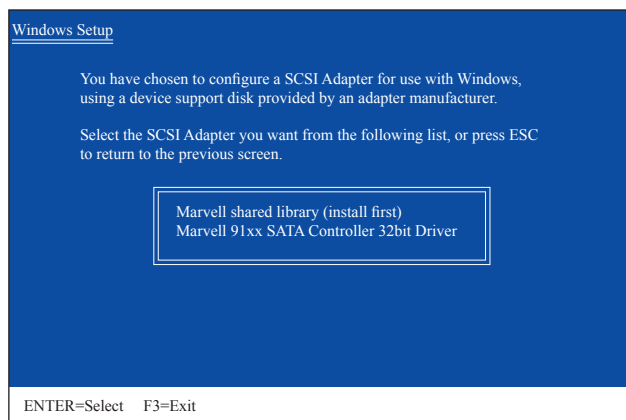 Windows Setup
You have chosen to configure a SCSI Adapter for use with Windows,
using a device support disk provided by an adapter manufacturer.
Select the SCSI Adapter you want from the following list, or press ESC
to return to the previous screen.
Marvell shared library (install first)
Marvell 91xx SATA Controller 32bit Driver
ENTER=Select F3=Exit